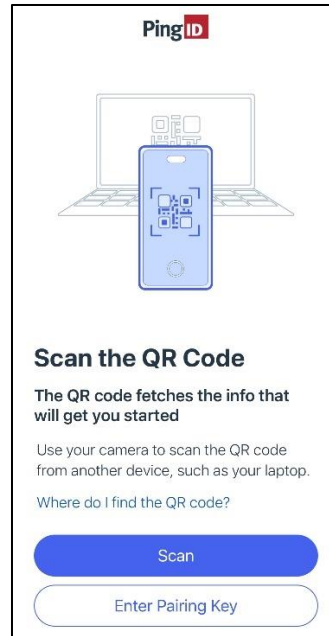 PingID
Scan the QR Code
The QR code fetches the info that
will get you started
Use your camera to scan the QR code
from another device, such as your laptop.
Where do I find the QR code?
Scan
Enter Pairing Key